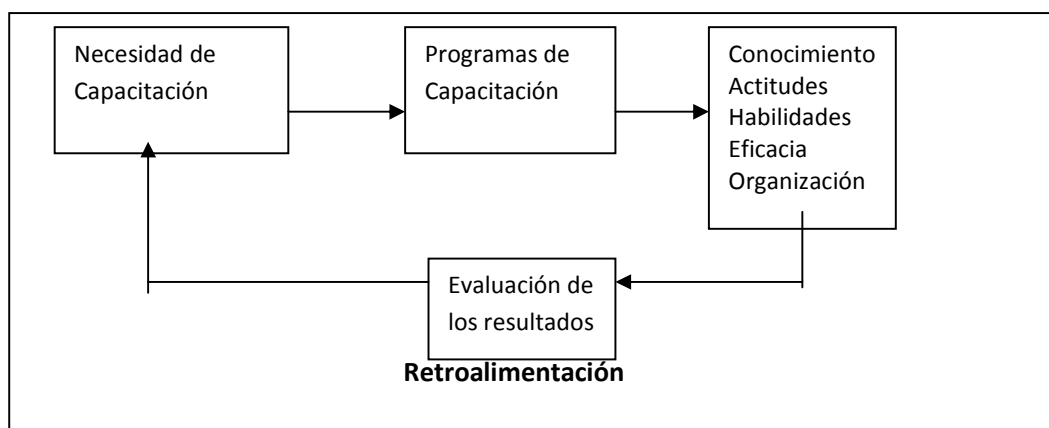 Necesidad de
Capacitación
Programas de
Capacitación
Conocimiento
Actitudes
Habilidades
Eficacia
Organización
Evaluación de
los resultados
Retroalimentación